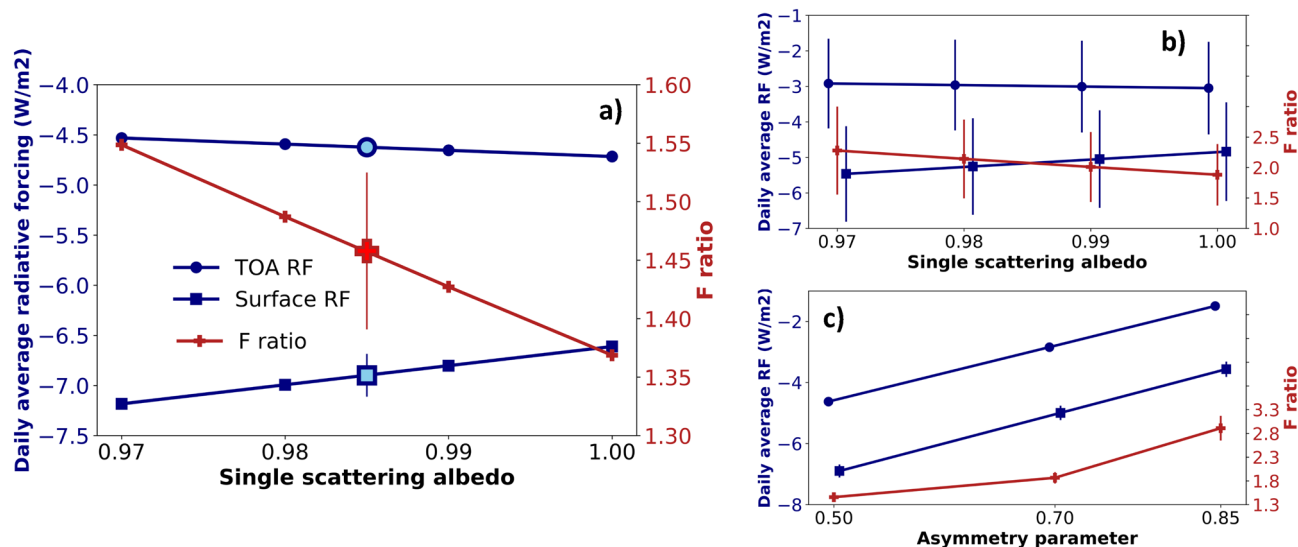 a)
Daily average radiative forcing (W/m2)
−4.0
−4.5
−5.0
−5.5
−6.0
−6.5
−7.0
−7.5
TOA RF
Surface RF
F ratio
1.60
1.55
1.50
1.45
1.40
1.35
1.30
F ratio
0.97 0.98 0.99 1.00
Single scattering albedo
b)
Daily average RF (W/m2)
−1
−2
−3
−4
−5
−6
−7
2.5
2.0
1.5
1.0
F ratio
0.97 0.98 0.99 1.00
Single scattering albedo
c)
Daily average RF (W/m2)
−2
−4
−6
−8
3.3
2.8
2.3
1.8
1.3
F ratio
0.50 0.70 0.85
Asymmetry parameter